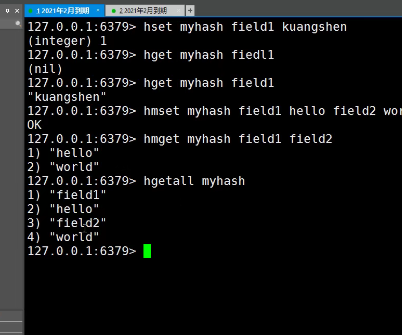 1 2021年2月到期
2 2021年2月到期
127.0.0.1:6379> hset myhash field1 kuangshen
(integer) 1
127.0.0.1:6379> hget myhash fiedl1
(nil)
127.0.0.1:6379> hget myhash field1
"kuangshen"
127.0.0.1:6379> hmset myhash field1 hello field2 wor
OK
127.0.0.1:6379> hmget myhash field1 field2
1) "hello"
2) "world"
127.0.0.1:6379> hgetall myhash
1) "field1"
2) "hello"
3) "field2"
4) "world"
127.0.0.1:6379>